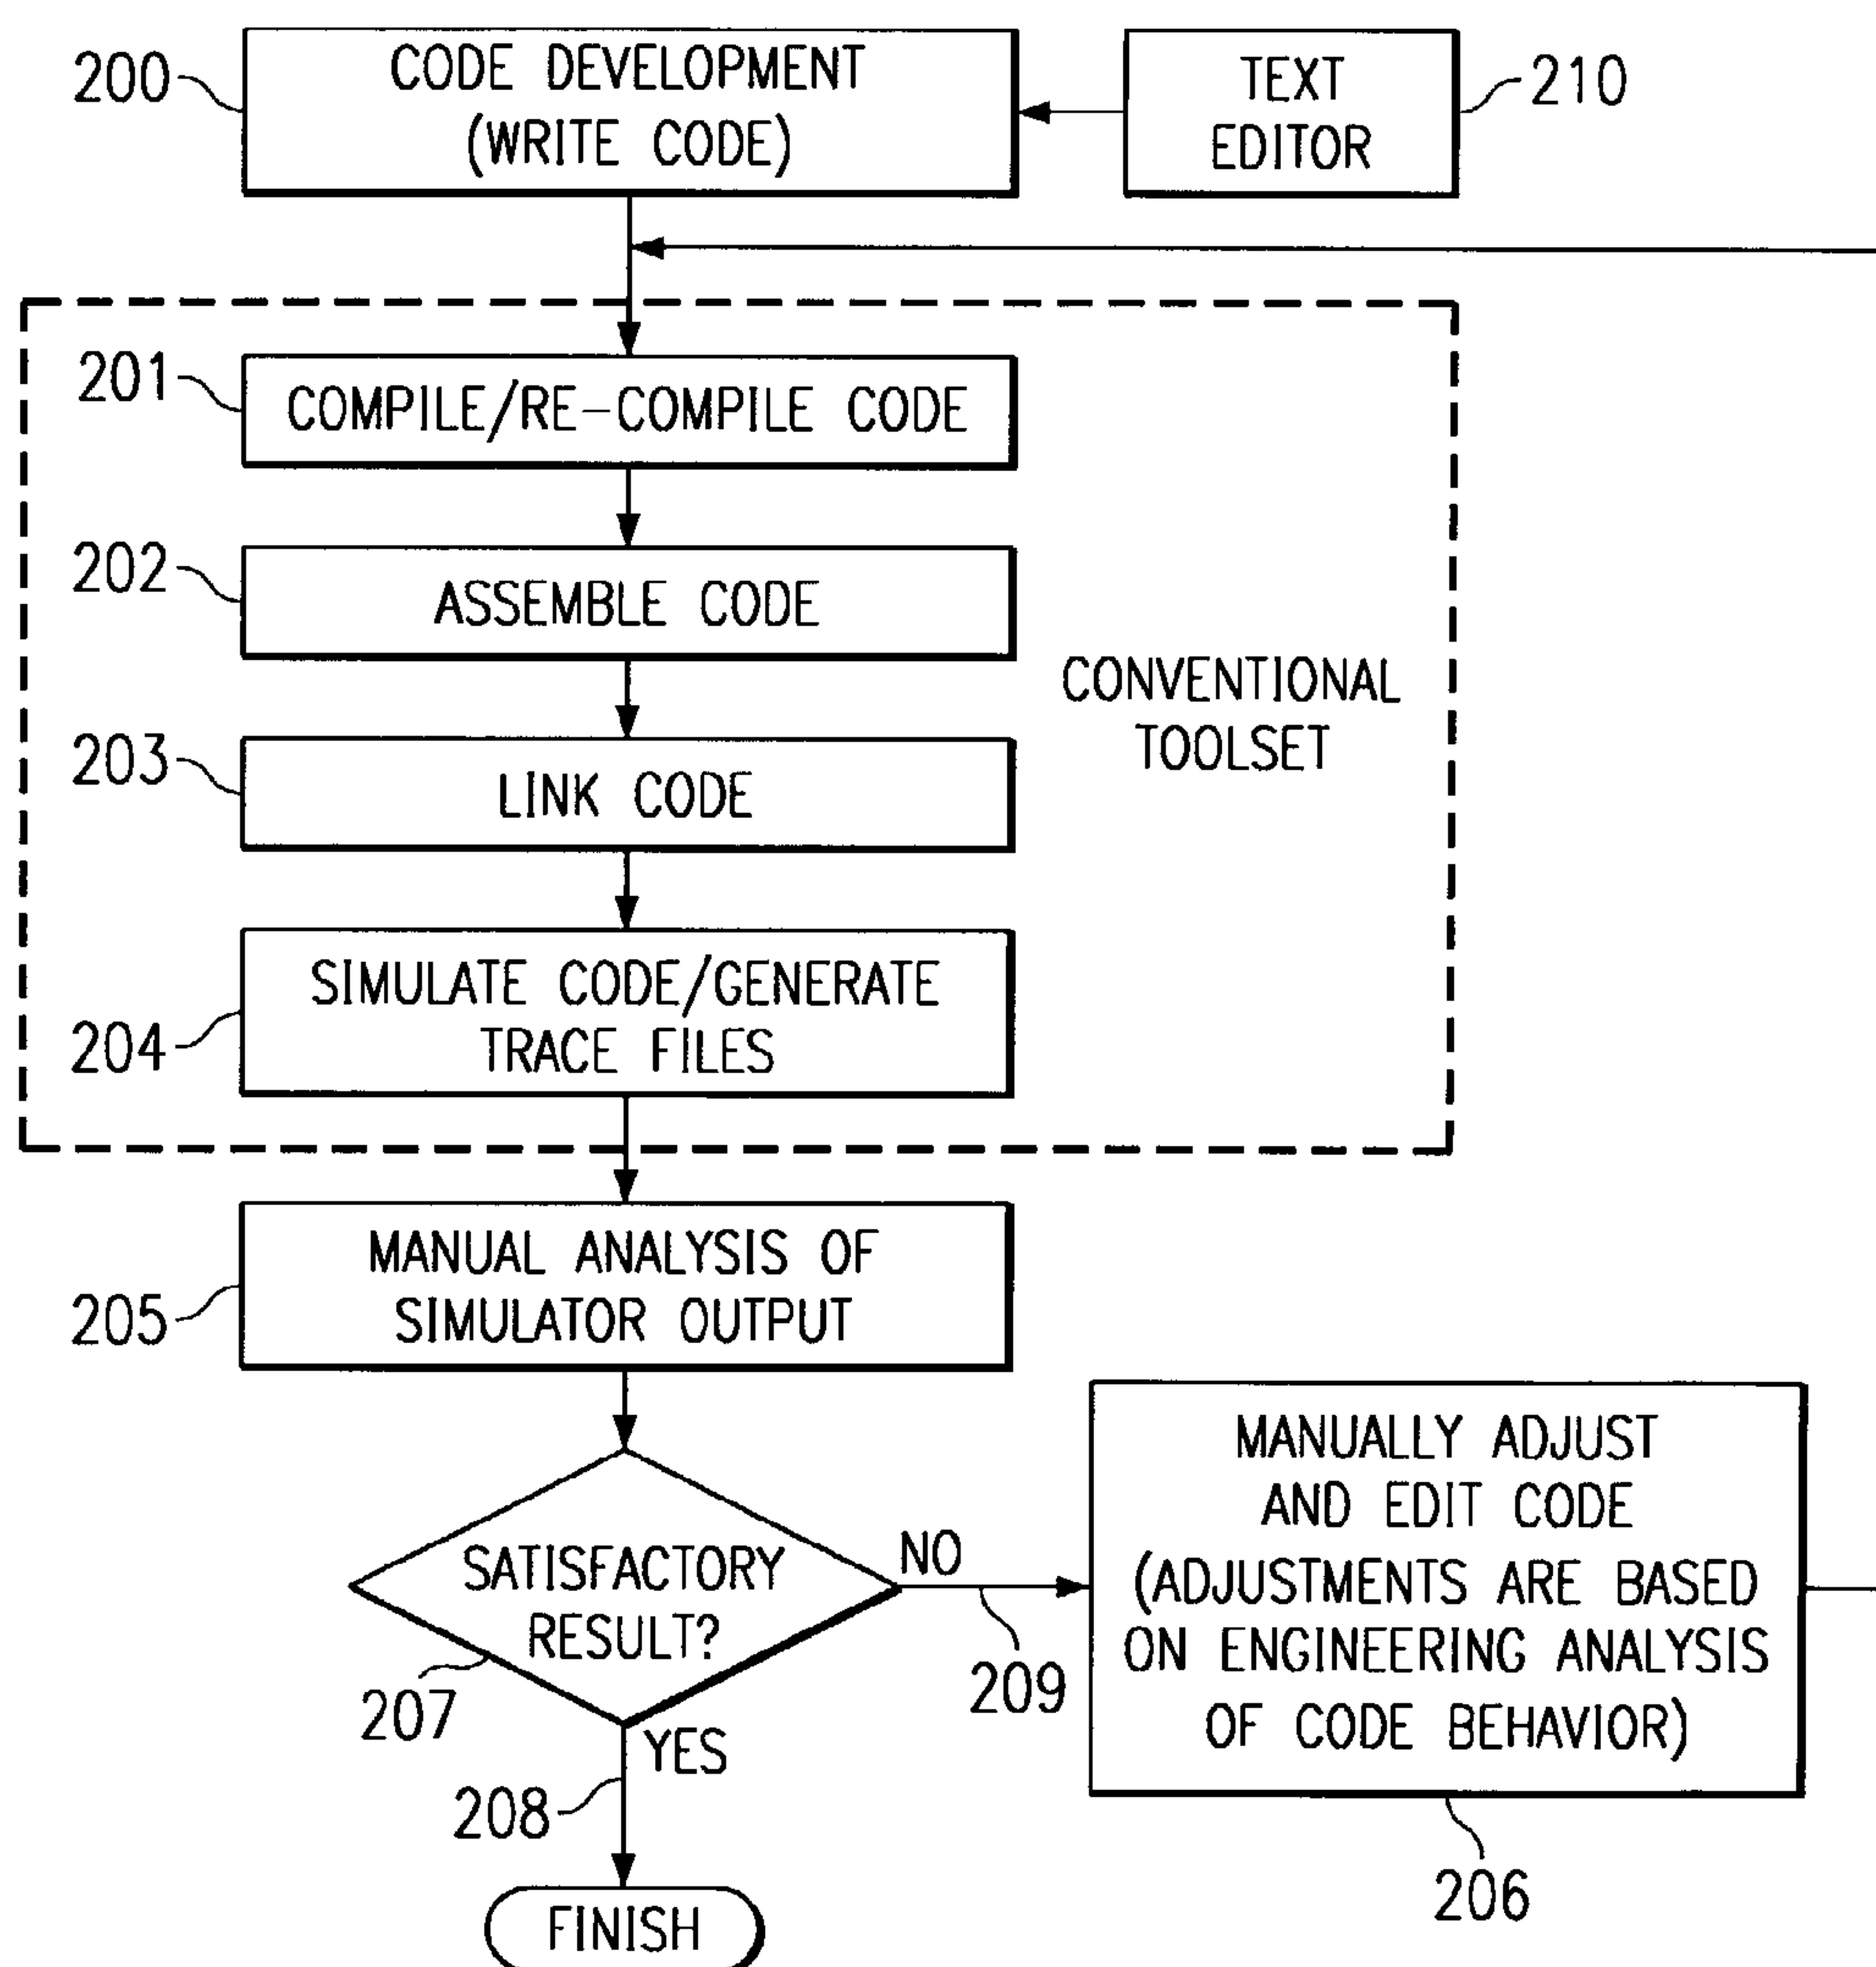 200
CODE DEVELOPMENT
(WRITE CODE)
TEXT
EDITOR
210
201
COMPILE/RE-COMPILE CODE
202
ASSEMBLE CODE
CONVENTIONAL
TOOLSET
203
LINK CODE
204
SIMULATE CODE/GENERATE
TRACE FILES
205
MANUAL ANALYSIS OF
SIMULATOR OUTPUT
SATISFACTORY
RESULT?
207
NO
209
MANUALLY ADJUST
AND EDIT CODE
(ADJUSTMENTS ARE BASED
ON ENGINEERING ANALYSIS
OF CODE BEHAVIOR)
206
YES
208
FINISH